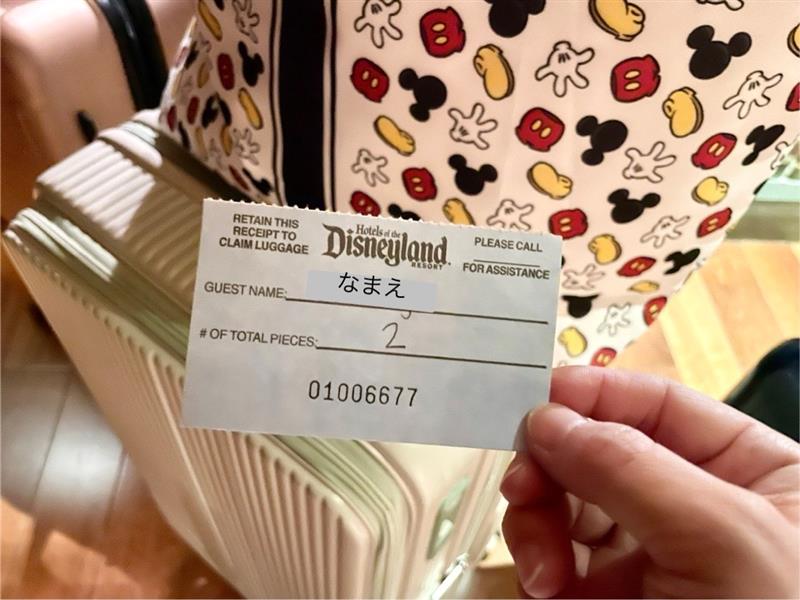 RETAIN THIS
RECEIPT TO
CLAIM LUGGAGE
Hotels of the
Disneyland
RESORT
PLEASE CALL
FOR ASSISTANCE
GUEST NAME: なまえ
# OF TOTAL PIECES: 2
01006677